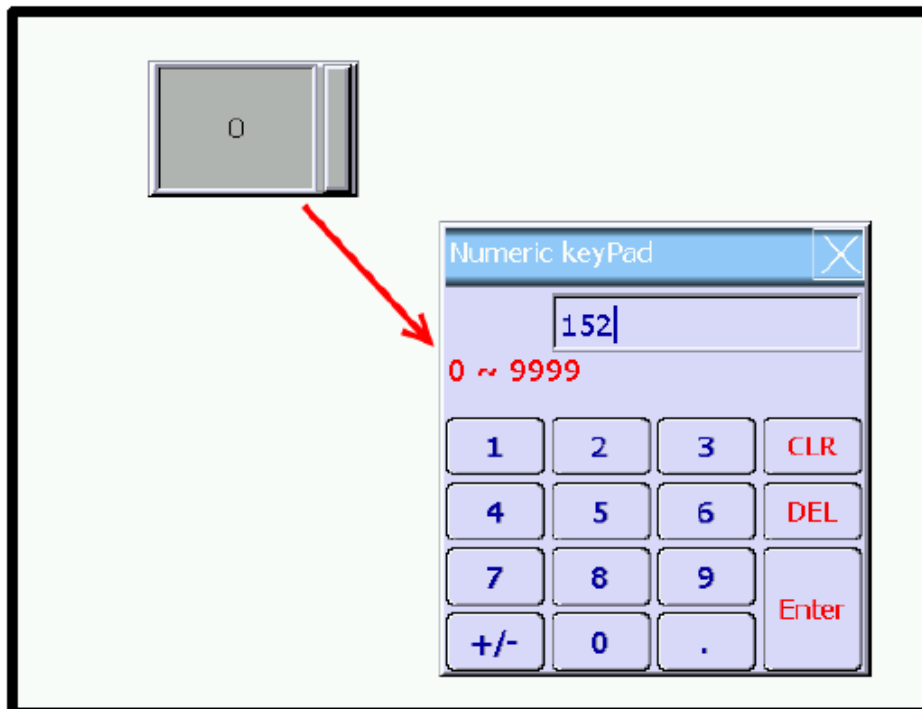 0
Numeric keyPad
152
0 ~ 9999
1 2 3 CLR
4 5 6 DEL
7 8 9
Enter
+/- 0 .